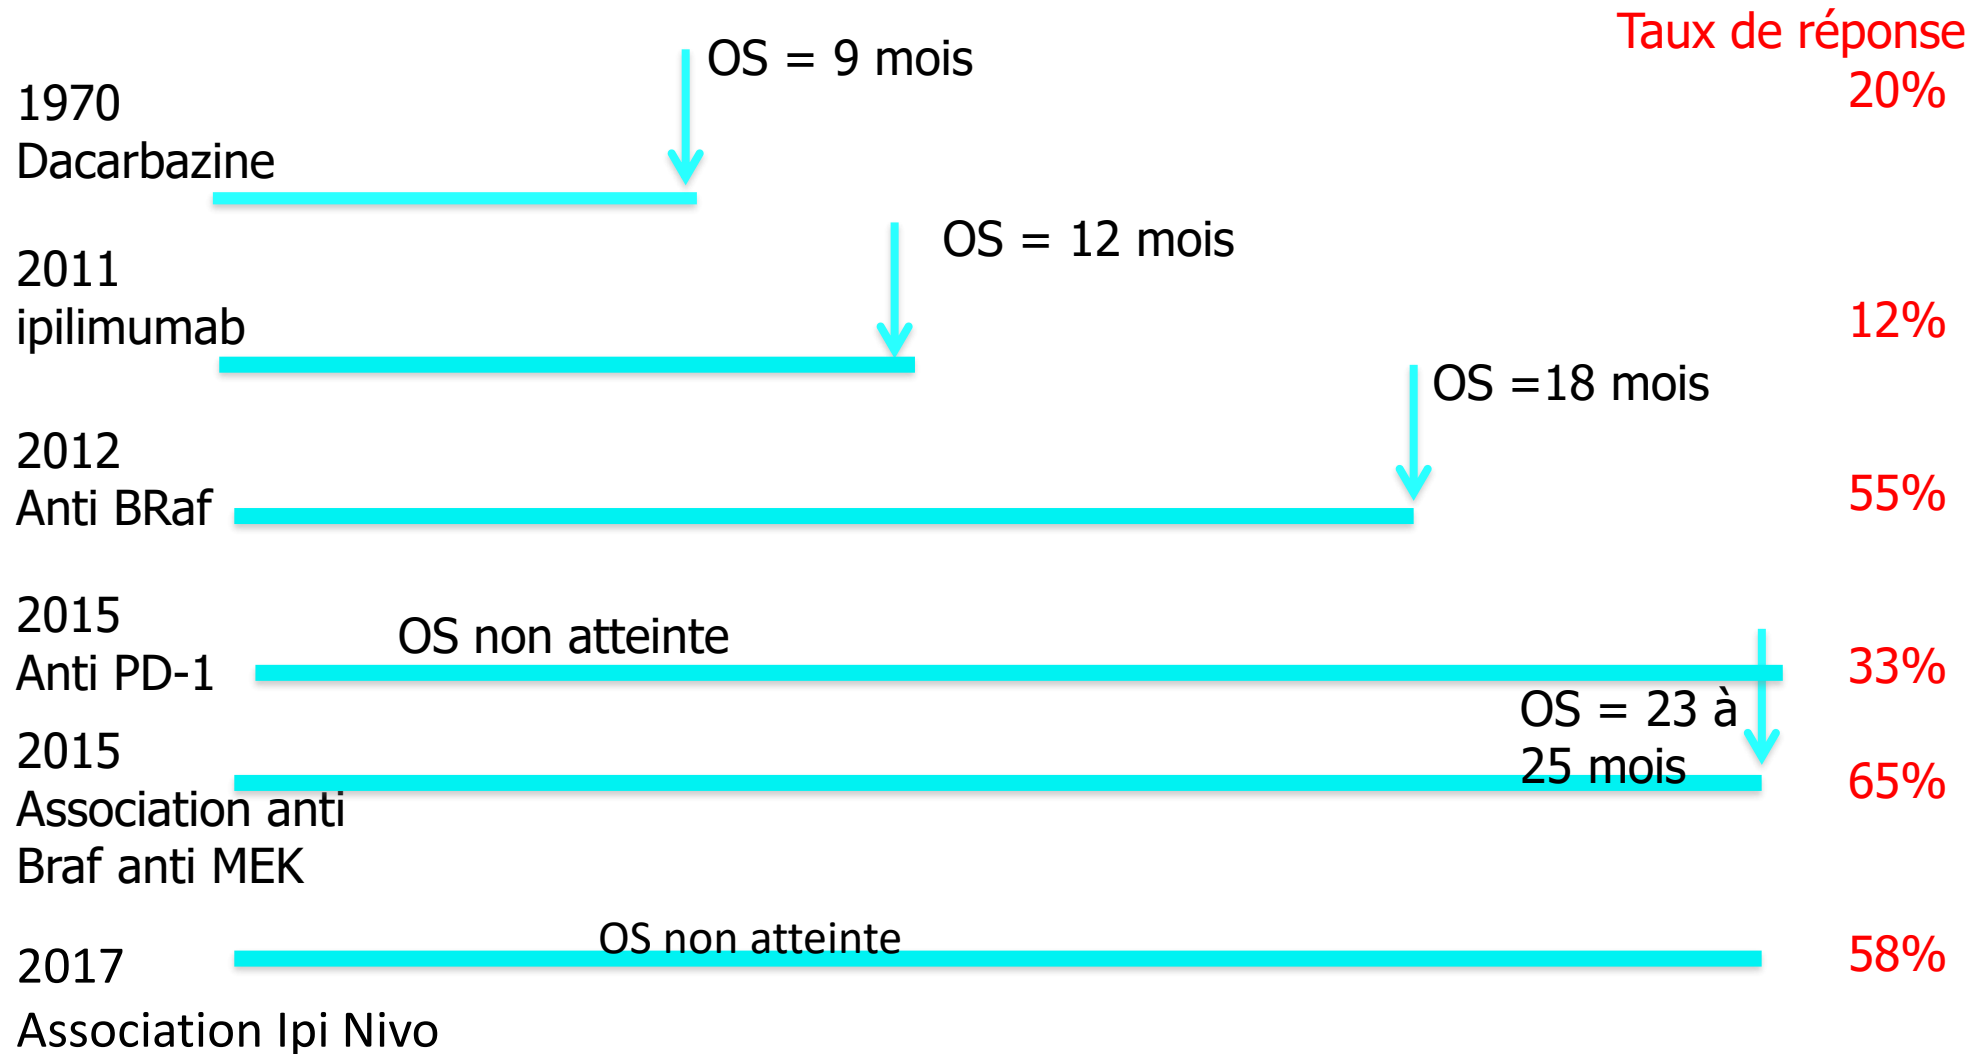 Taux de réponse
OS = 9 mois
20%
1970
Dacarbazine
OS = 12 mois
2011
ipilimumab
12%
OS =18 mois
2012
Anti BRaf
55%
2015
OS non atteinte
Anti PD-1
33%
OS = 23 à
25 mois
2015
65%
Association anti
Braf anti MEK
OS non atteinte
2017
58%
Association Ipi Nivo